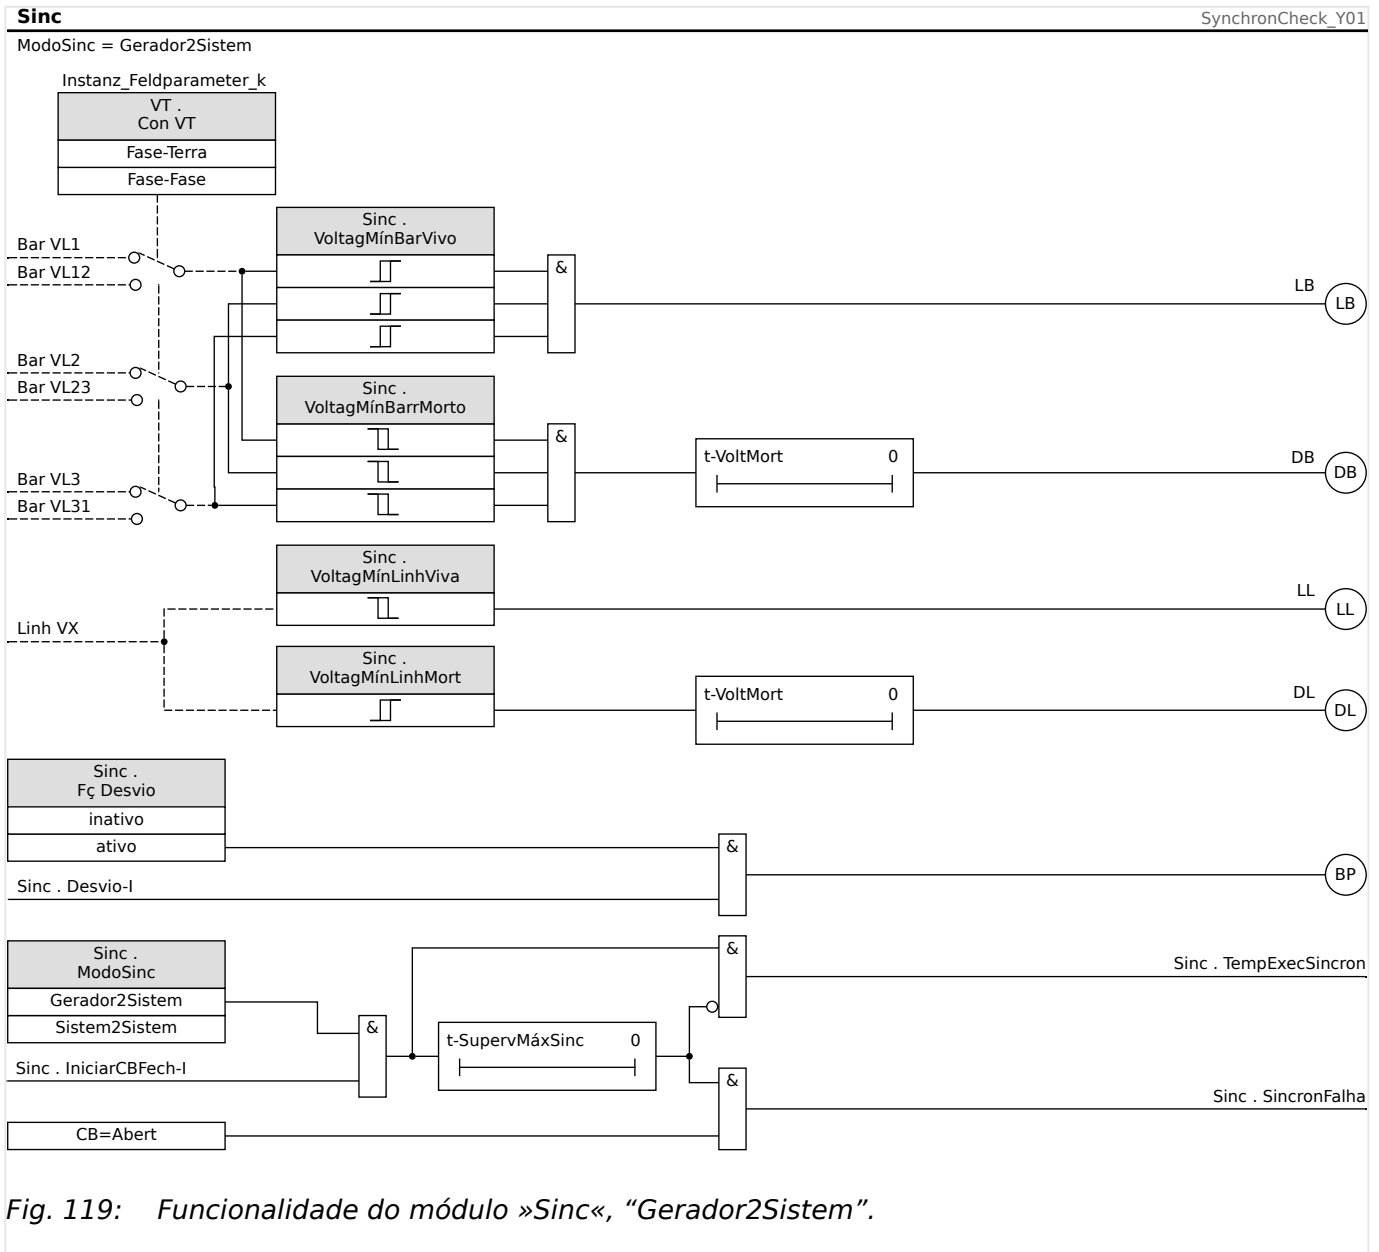 Sinc
SynchronCheck_Y01
ModoSinc = Gerador2Sistem
Instanz_Feldparameter_k
VT .
Con VT
Fase-Terra
Fase-Fase
Bar VL1
Bar VL12
Sinc .
VoltagMínBarVivo
&
LB
LB
Bar VL2
Bar VL23
Sinc .
VoltagMínBarrMorto
&
t-VoltMort 0
DB
DB
Bar VL3
Bar VL31
Sinc .
VoltagMínLinhViva
LL
LL
Linh VX
Sinc .
VoltagMínLinhMort
t-VoltMort 0
DL
DL
Sinc .
Fç Desvio
inativo
ativo
&
Sinc . Desvio-I
BP
Sinc .
ModoSinc
Gerador2Sistem
Sistem2Sistem
&
Sinc . TempExecSincron
&
t-SupervMáxSinc 0
Sinc . IniciarCBFech-I
&
Sinc . SincronFalha
CB=Abert
Fig. 119: Funcionalidade do módulo »Sinc«, “Gerador2Sistem”.